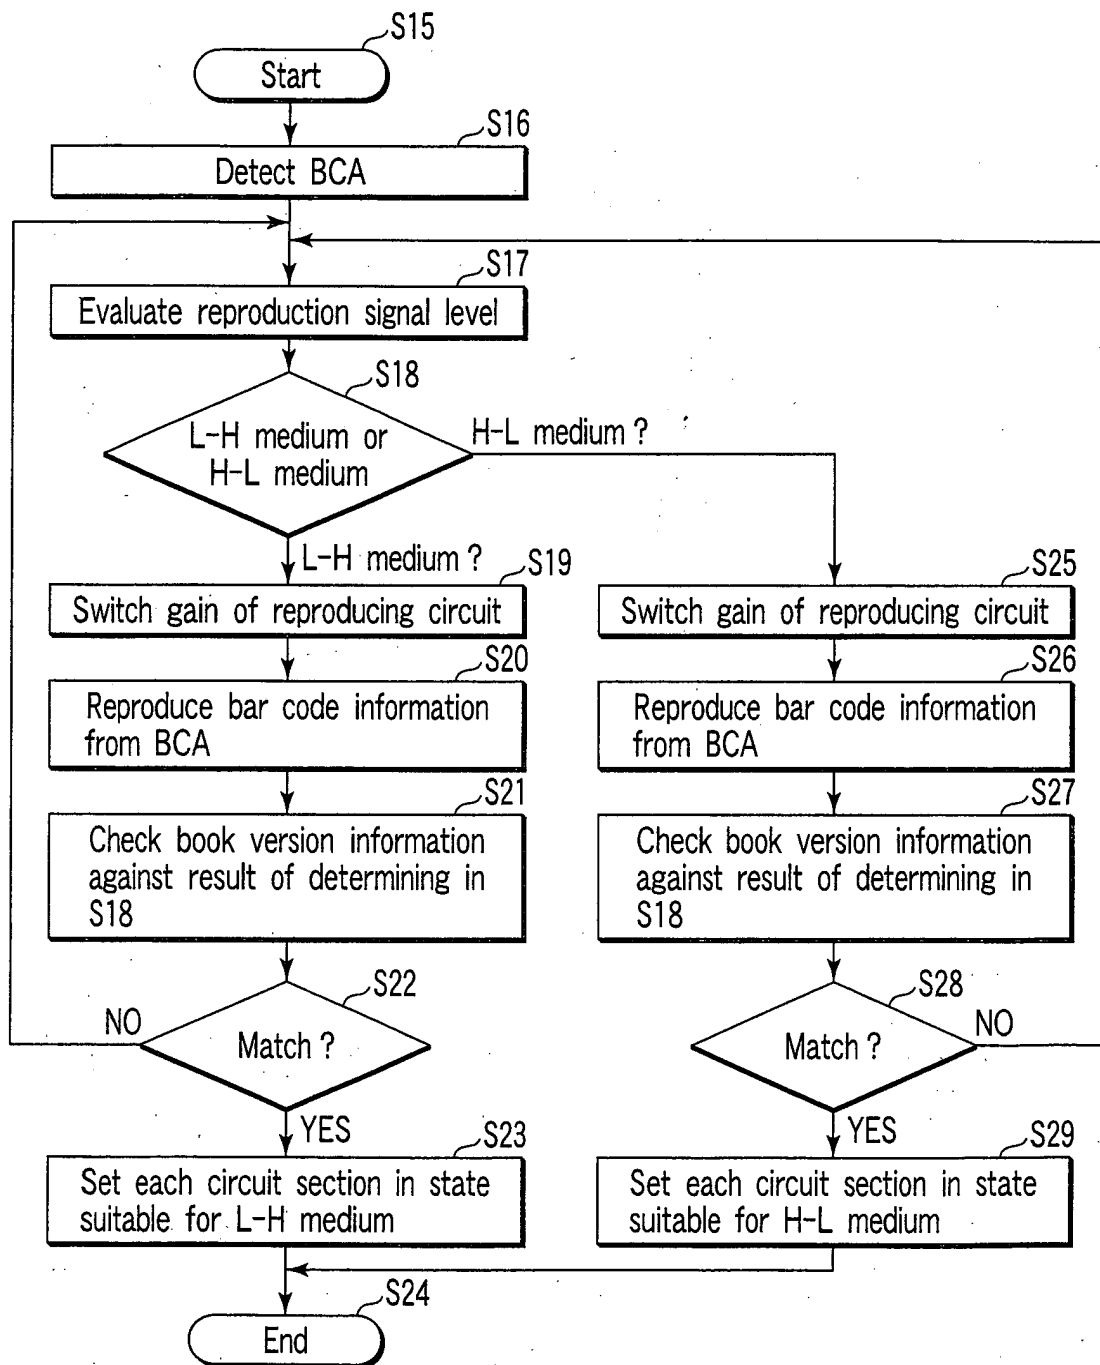 S15
Start
S16
Detect BCA
S17
Evaluate reproduction signal level
S18
L-H medium or
H-L medium
H-L medium ?
L-H medium ?
S19
Switch gain of reproducing circuit
S20
Reproduce bar code information
from BCA
S21
Check book version information
against result of determining in
S18
S22
NO
Match ?
YES
S23
Set each circuit section in state
suitable for L-H medium
S24
End
S25
Switch gain of reproducing circuit
S26
Reproduce bar code information
from BCA
S27
Check book version information
against result of determining in
S18
S28
NO
Match ?
YES
S29
Set each circuit section in state
suitable for H-L medium